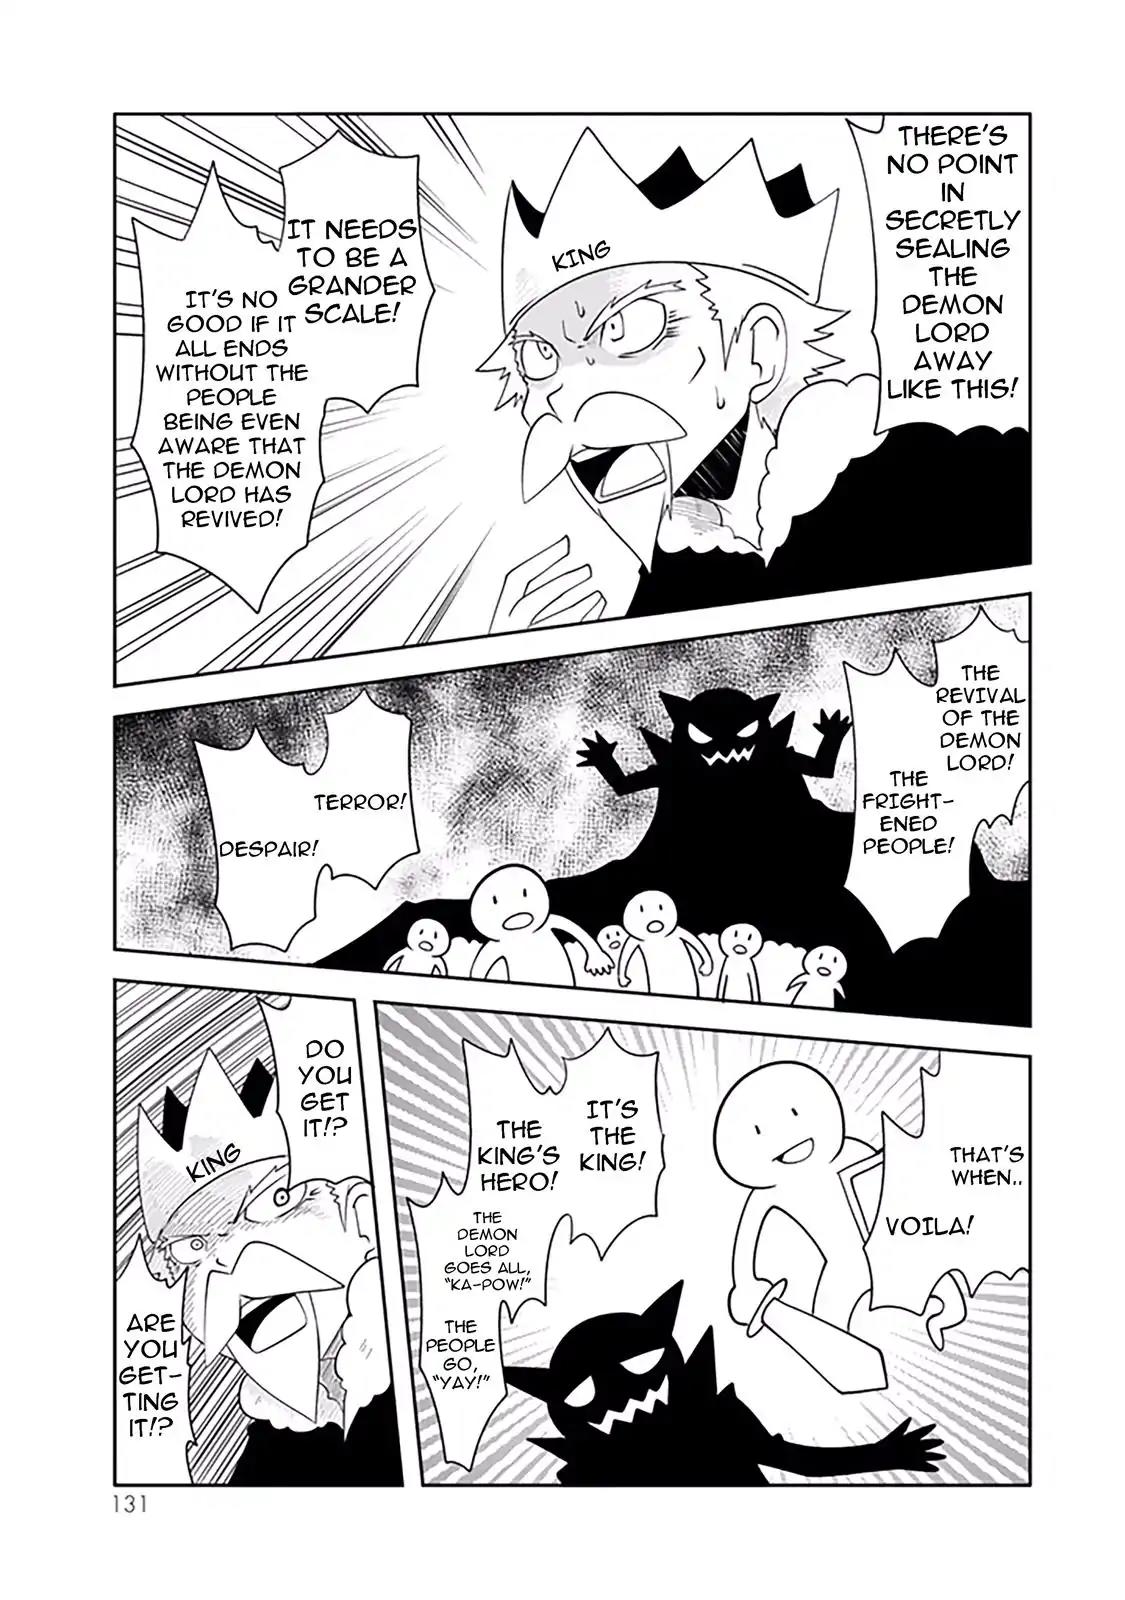 THERE'S
NO POINT
IN
SECRETLY
SEALING
THE
DEMON
LORD
AWAY
LIKE THIS!
KING
IT NEEDS
TO BE A
GRANDER
SCALE!
IT'S NO
GOOD IF IT
ALL ENDS
WITHOUT THE
PEOPLE
BEING EVEN
AWARE THAT
THE DEMON
LORD HAS
REVIVED!
THE
REVIVAL
OF THE
DEMON
LORD!
THE
FRIGHT-
ENED
PEOPLE!
TERROR!
DESPAIR!
THAT'S
WHEN..
VOILA!
IT'S
THE
KING!
THE
KING'S
HERO!
THE
DEMON
LORD
GOES ALL,
"KA-POW!"
THE
PEOPLE
GO,
"YAY!"
DO
YOU
GET
IT!?
KING
ARE
YOU
GET-
TING
IT!?
131